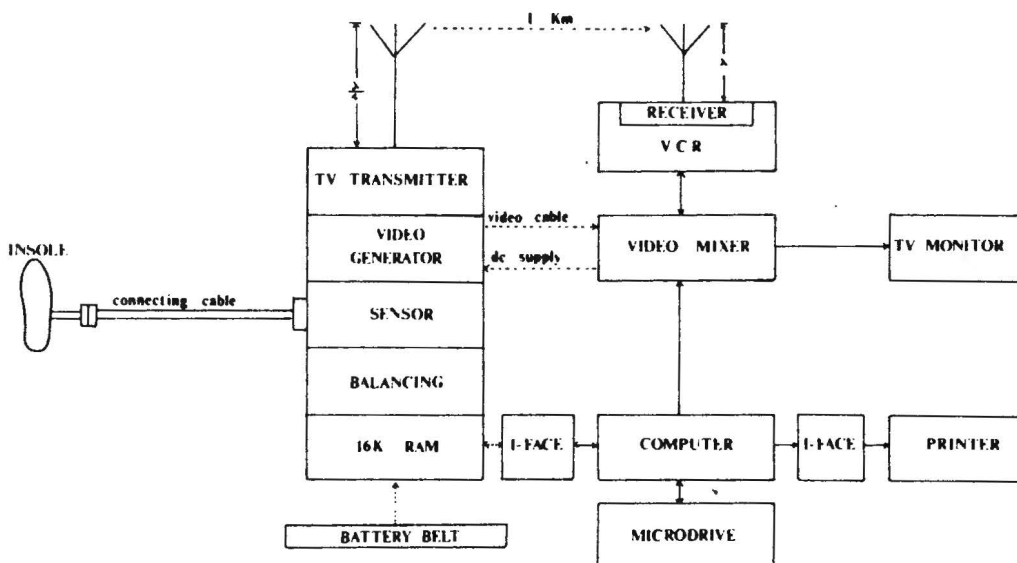 1 Km
λ/4
λ
RECEIVER
VCR
TV TRANSMITTER
VIDEO
GENERATOR
video cable
dc supply
VIDEO MIXER
TV MONITOR
INSOLE
connecting cable
SENSOR
BALANCING
16K RAM
I-FACE
COMPUTER
I-FACE
PRINTER
BATTERY BELT
MICRODRIVE